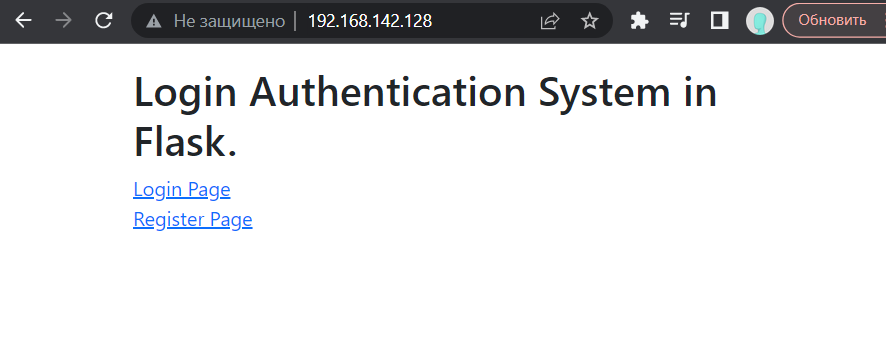 Не защищено
192.168.142.128
Обновить
Login Authentication System in
Flask.
Login Page
Register Page